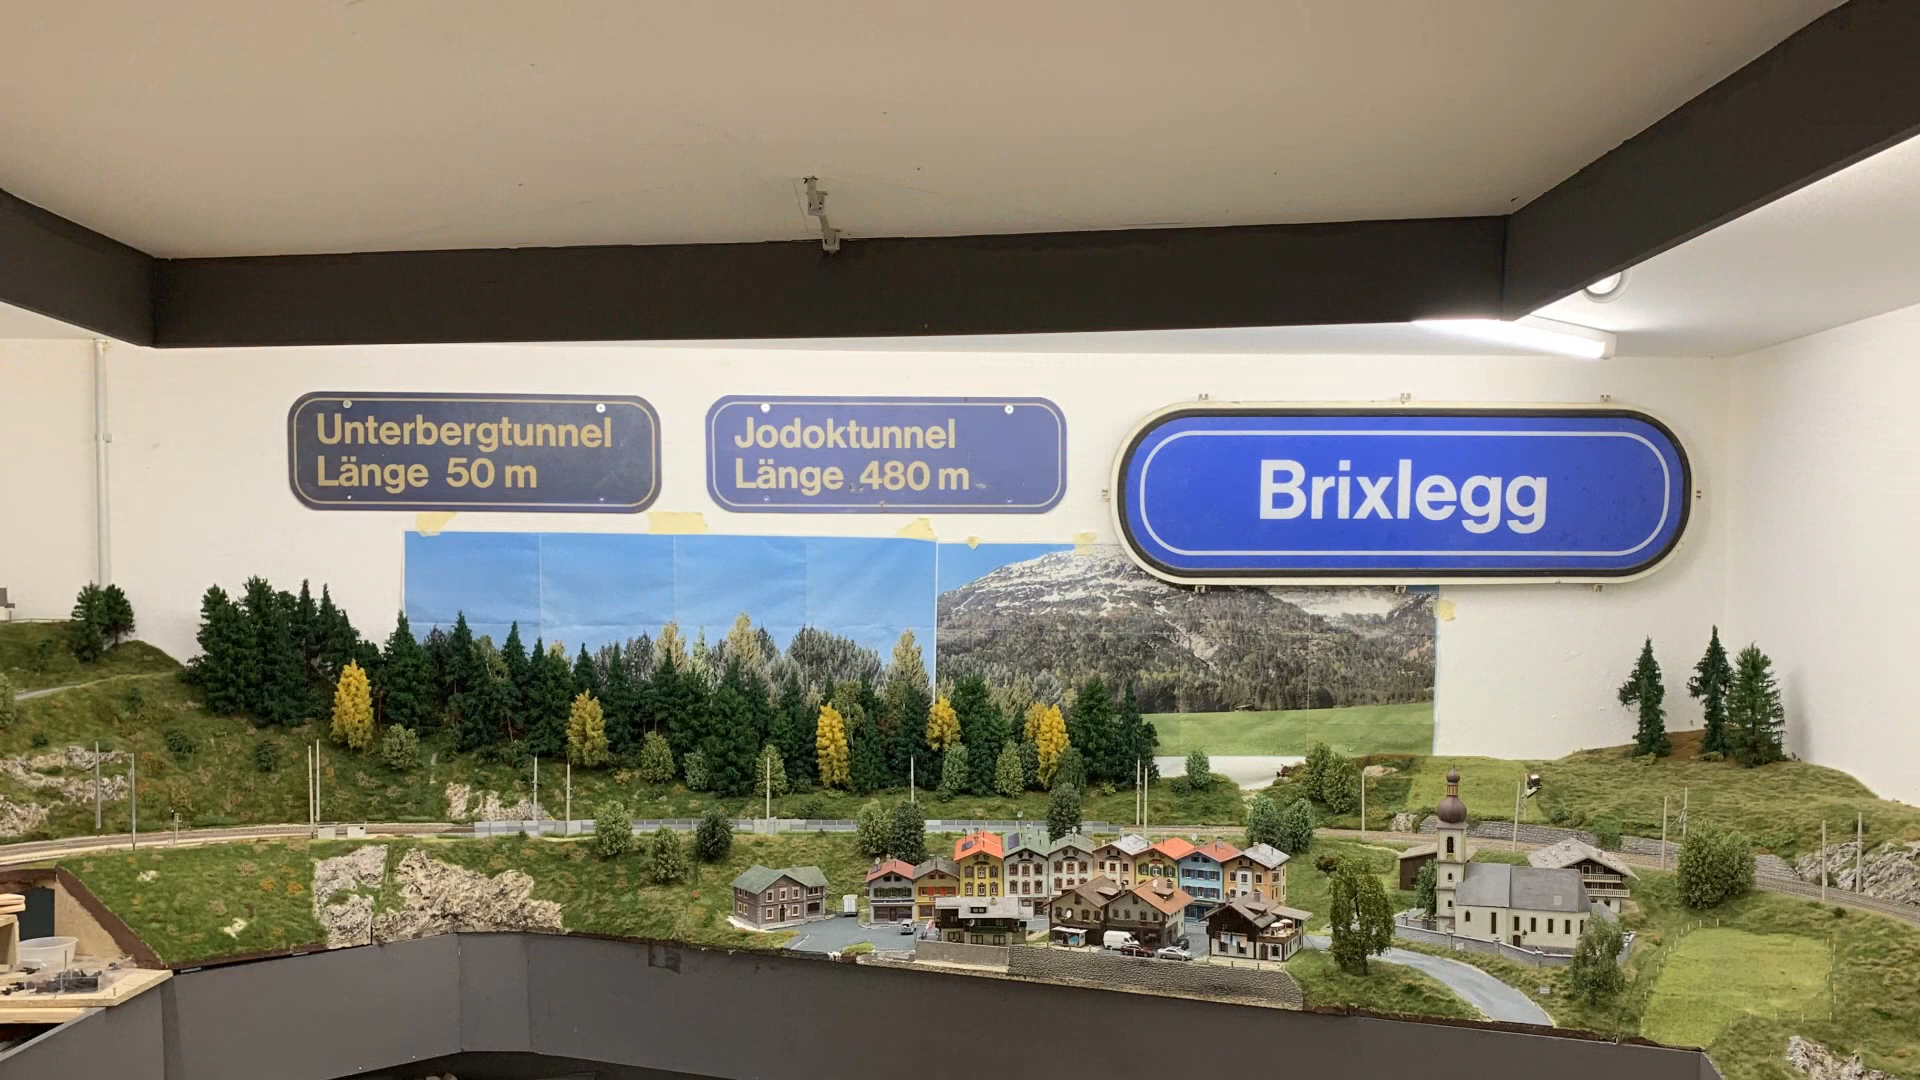 Unterbergtunnel
Länge 50 m
Jodoktunnel
Länge 480 m
Brixlegg